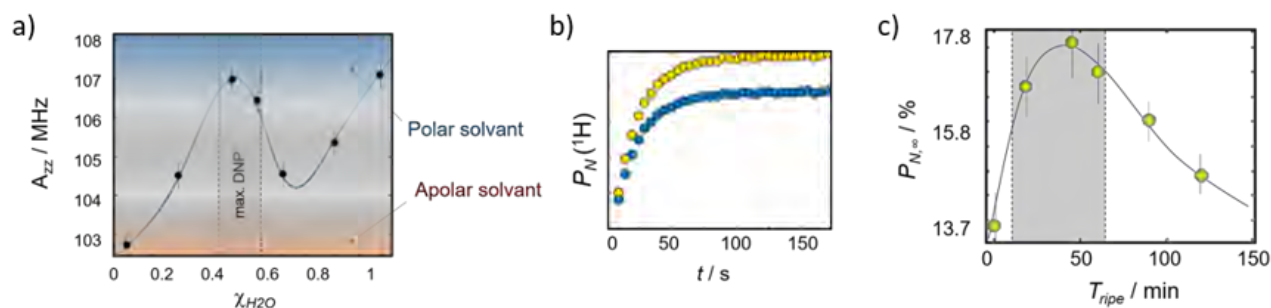 a)
108
107
106
105
104
103
A_zz / MHz
max. DNP
0
0.2
0.4
0.6
0.8
1
χ_H2O
Polar solvant
Apolar solvant
b)
P_N (¹H)
0
50
100
150
t / s
c)
17.8
15.8
13.7
P_N,∞ / %
0
50
100
150
T_ripe / min